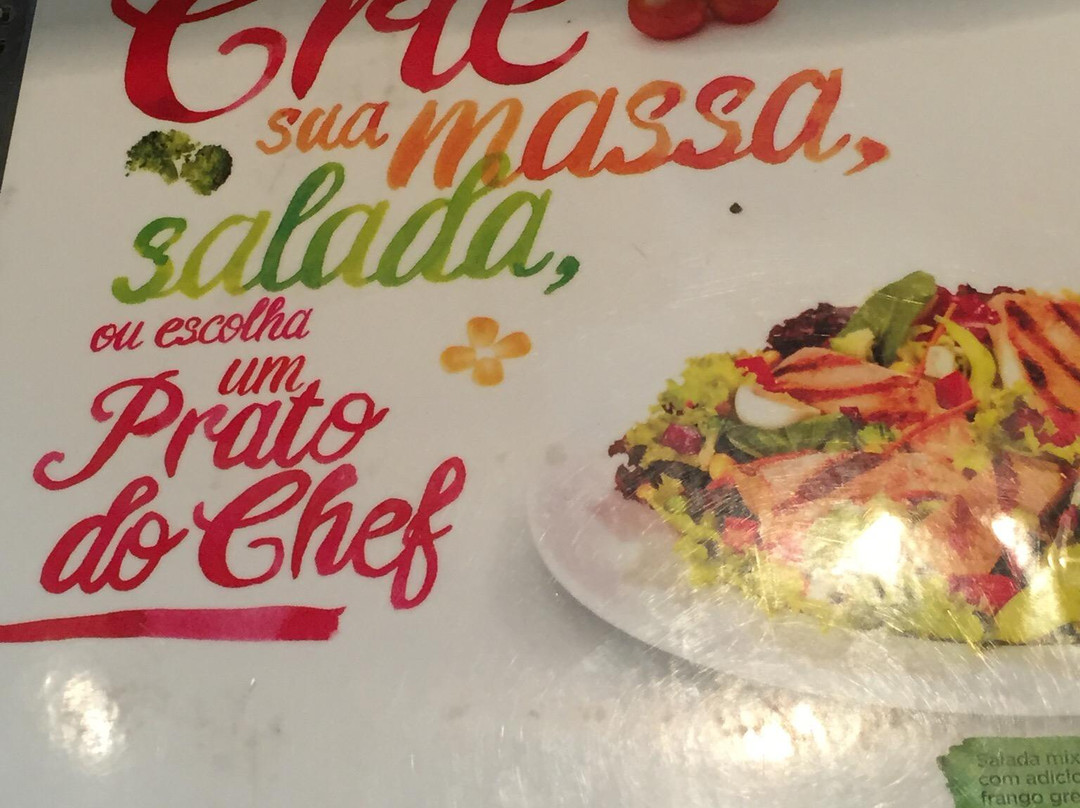 Crie
sua massa,
salada,
ou escolha
um
Prato
do Chef
Salada mix
com adicio
frango gre